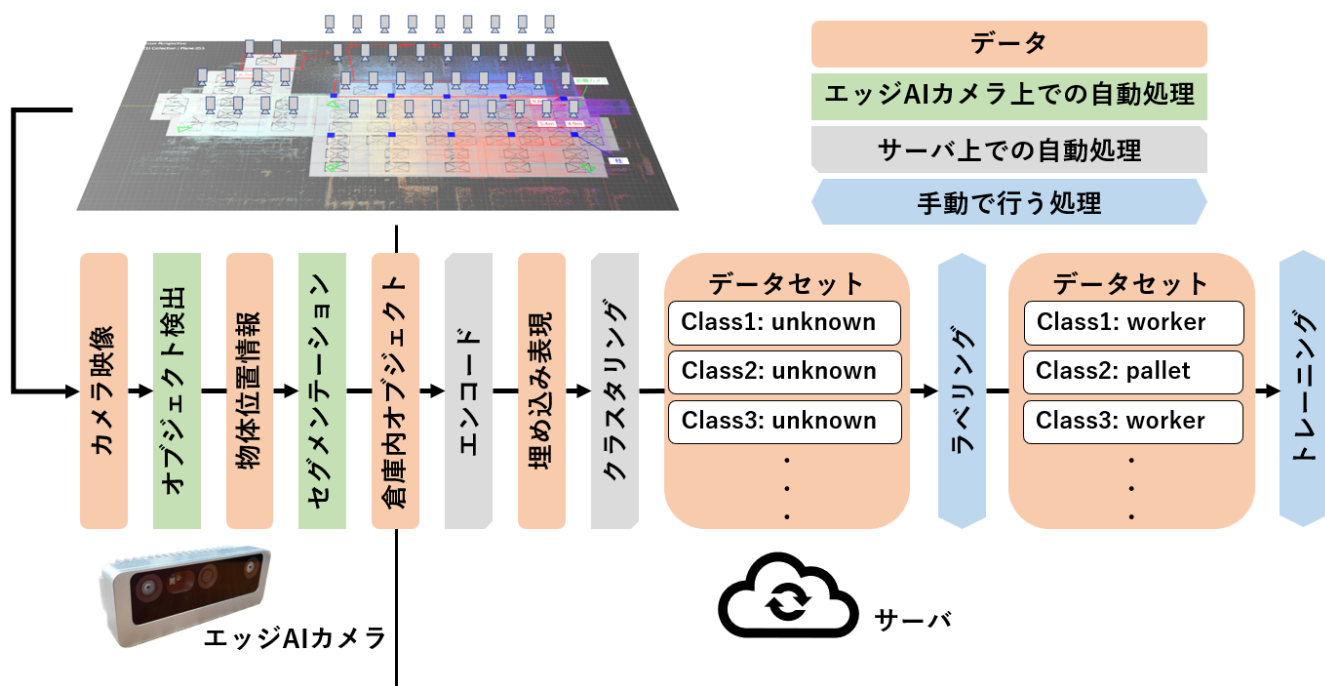 データ
エッジAIカメラ上での自動処理
サーバ上での自動処理
手動で行う処理
カメラ映像
オブジェクト検出
物体位置情報
セグメンテーション
倉庫内オブジェクト
エンコード
埋め込み表現
クラスタリング
データセット
Class1: unknown
Class2: unknown
Class3: unknown
・
・
・
ラベリング
データセット
Class1: worker
Class2: pallet
Class3: worker
・
・
・
トレーニング
エッジAIカメラ
サーバ